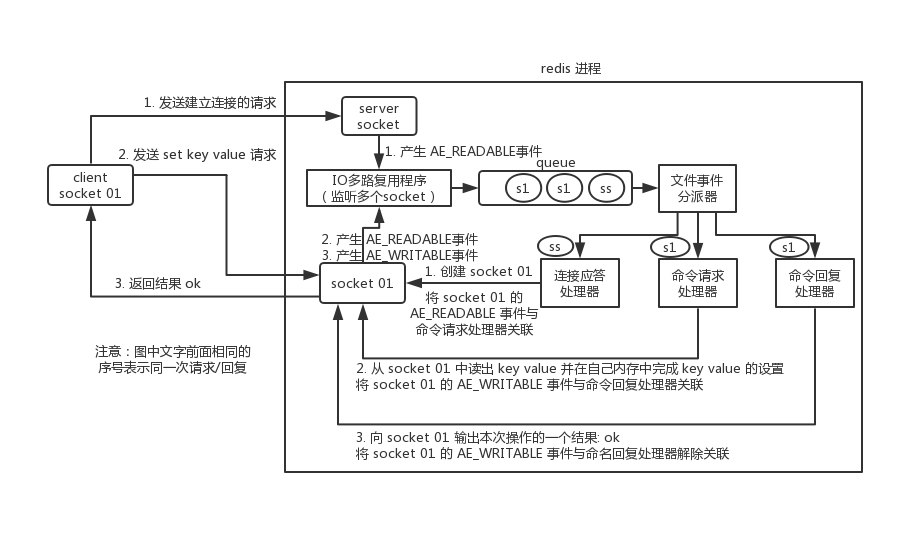 redis 进程
1. 发送建立连接的请求
server
socket
2. 发送 set key value 请求
1. 产生 AE_READABLE事件
queue
client
socket 01
IO多路复用程序
（监听多个socket）
s1
s1
ss
文件事件
分派器
2. 产生 AE_READABLE事件
3. 产生 AE_WRITABLE事件
ss
s1
s1
3. 返回结果 ok
socket 01
1. 创建 socket 01
将 socket 01 的
AE_READABLE 事件与
命令请求处理器关联
连接应答
处理器
命令请求
处理器
命令回复
处理器
注意：图中文字前面相同的
序号表示同一次请求/回复
2. 从 socket 01 中读出 key value 并在自己内存中完成 key value 的设置
将 socket 01 的 AE_WRITABLE 事件与命令回复处理器关联
3. 向 socket 01 输出本次操作的一个结果: ok
将 socket 01 的 AE_WRITABLE 事件与命名回复处理器解除关联